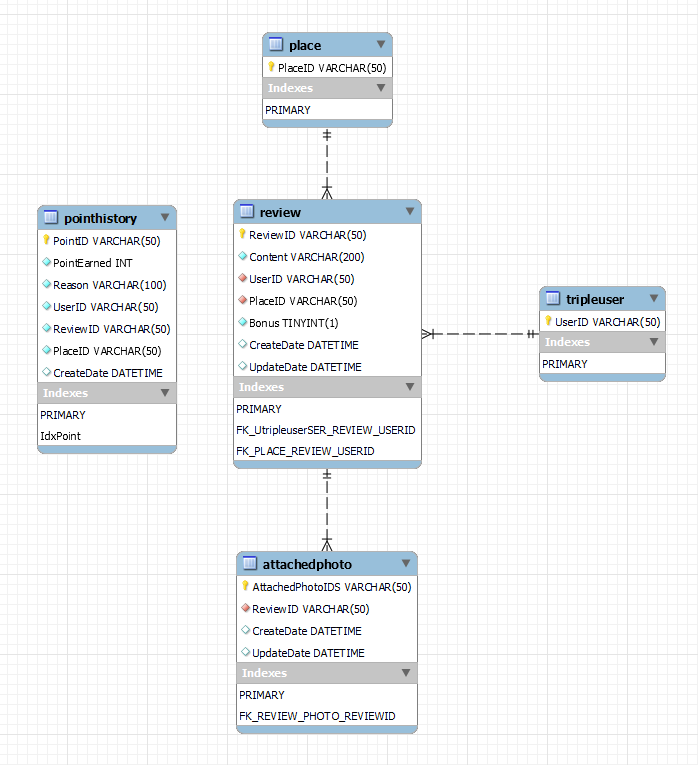 place
PlaceID VARCHAR(50)
Indexes
PRIMARY
pointhistory
PointID VARCHAR(50)
PointEarned INT
Reason VARCHAR(100)
UserID VARCHAR(50)
ReviewID VARCHAR(50)
PlaceID VARCHAR(50)
CreateDate DATETIME
Indexes
PRIMARY
IdxPoint
review
ReviewID VARCHAR(50)
Content VARCHAR(200)
UserID VARCHAR(50)
PlaceID VARCHAR(50)
Bonus TINYINT(1)
CreateDate DATETIME
UpdateDate DATETIME
Indexes
PRIMARY
FK_UtripleuserSER_REVIEW_USERID
FK_PLACE_REVIEW_USERID
tripleuser
UserID VARCHAR(50)
Indexes
PRIMARY
attachedphoto
AttachedPhotoIDS VARCHAR(50)
ReviewID VARCHAR(50)
CreateDate DATETIME
UpdateDate DATETIME
Indexes
PRIMARY
FK_REVIEW_PHOTO_REVIEWID